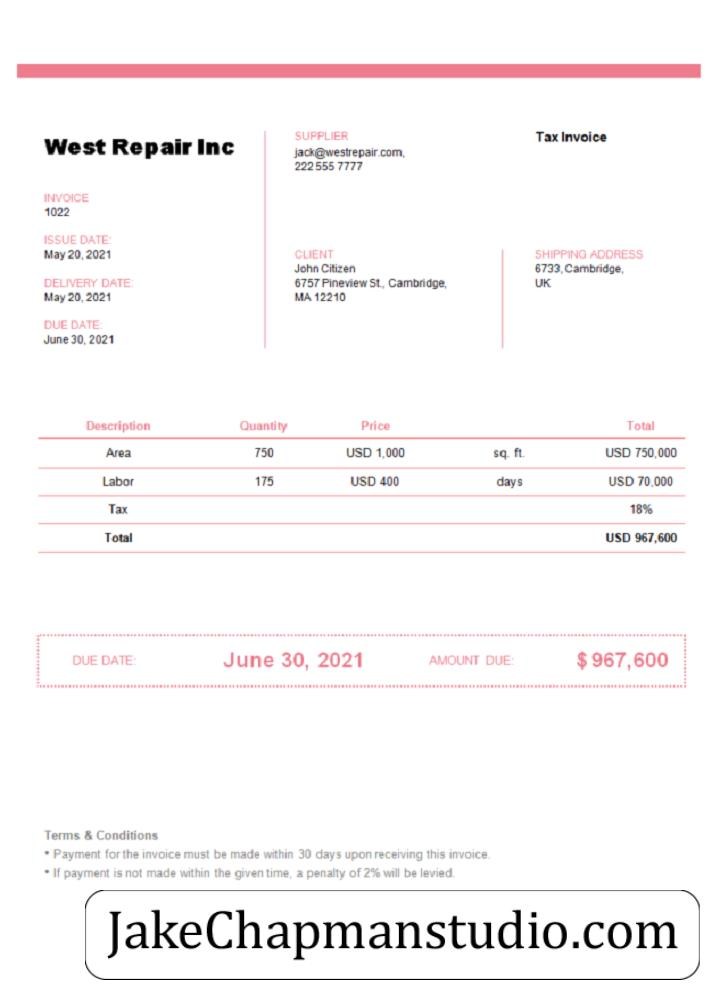 West Repair Inc
SUPPLIER
jack@westrepair.com,
222 555 7777
Tax Invoice
INVOICE
1022
ISSUE DATE:
May 20, 2021
DELIVERY DATE:
May 20, 2021
DUE DATE:
June 30, 2021
CLIENT
John Citizen
6757 Pineview St., Cambridge,
MA 12210
SHIPPING ADDRESS
6733, Cambridge,
UK
Description Quantity Price Total
Area 750 USD 1,000 sq. ft. USD 750,000
Labor 175 USD 400 days USD 70,000
Tax 18%
Total USD 967,600
DUE DATE: June 30, 2021 AMOUNT DUE: $ 967,600
Terms & Conditions
* Payment for the invoice must be made within 30 days upon receiving this invoice.
* If payment is not made within the given time, a penalty of 2% will be levied.
JakeChapmanstudio.com